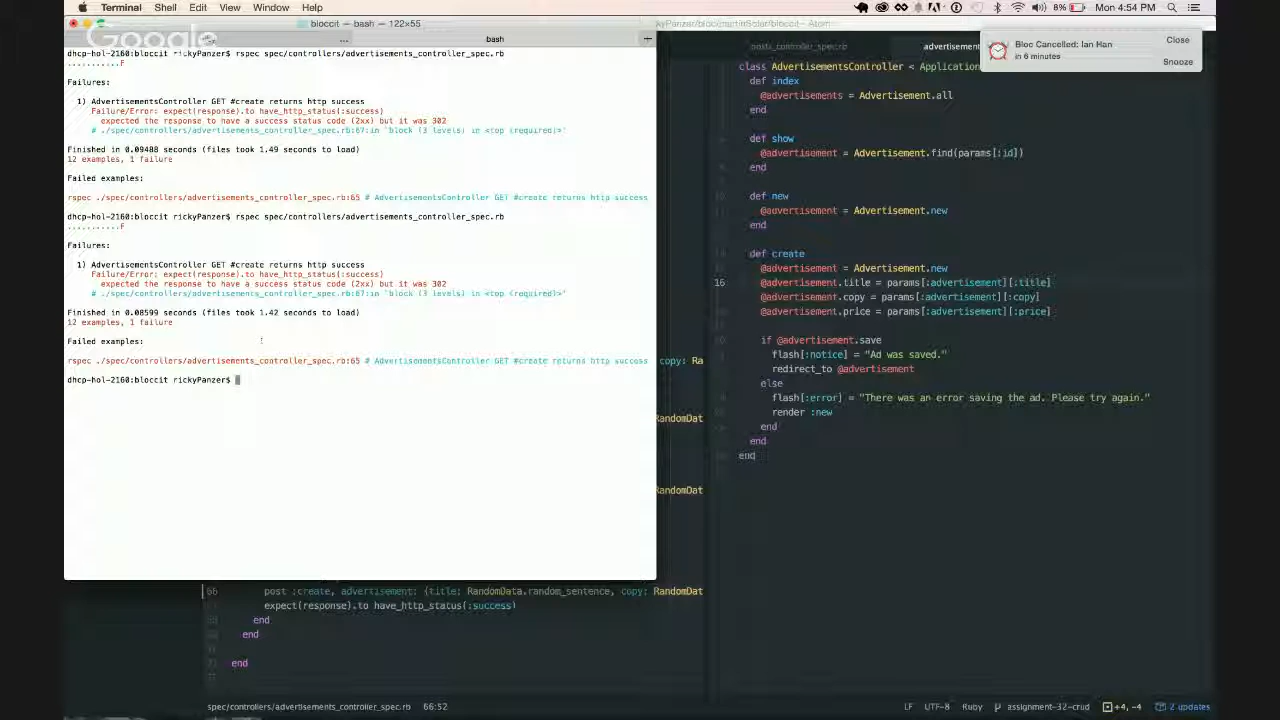 Terminal Shell Edit View Window Help
8% Mon 4:54 PM
bloccit — bash — 122×55
Google
... bash +
dhcp-hol-2160:bloccit rickyPanzer$ rspec spec/controllers/advertisements_controller_spec.rb
...........F
Failures:
1) AdvertisementsController GET #create returns http success
Failure/Error: expect(response).to have_http_status(:success)
expected the response to have a success status code (2xx) but it was 302
# ./spec/controllers/advertisements_controller_spec.rb:67:in `block (3 levels) in <top (required)>'
Finished in 0.09488 seconds (files took 1.49 seconds to load)
12 examples, 1 failure
Failed examples:
rspec ./spec/controllers/advertisements_controller_spec.rb:65 # AdvertisementsController GET #create returns http success
dhcp-hol-2160:bloccit rickyPanzer$ rspec spec/controllers/advertisements_controller_spec.rb
...........F
Failures:
1) AdvertisementsController GET #create returns http success
Failure/Error: expect(response).to have_http_status(:success)
expected the response to have a success status code (2xx) but it was 302
# ./spec/controllers/advertisements_controller_spec.rb:67:in `block (3 levels) in <top (required)>'
Finished in 0.08599 seconds (files took 1.42 seconds to load)
12 examples, 1 failure
Failed examples:
rspec ./spec/controllers/advertisements_controller_spec.rb:65 # AdvertisementsController GET #create returns http success
dhcp-hol-2160:bloccit rickyPanzer$
copy: Ra
RandomDat
RandomDat
66 post :create, advertisement: {title: RandomData.random_sentence, copy: RandomDat
expect(response).to have_http_status(:success)
end
end
end
posts_controller_spec.rb advertisement
Bloc Cancelled: Ian Han
in 6 minutes
Close
Snooze
class AdvertisementsController < Application
def index
@advertisements = Advertisement.all
end
def show
@advertisement = Advertisement.find(params[:id])
end
def new
@advertisement = Advertisement.new
end
def create
@advertisement = Advertisement.new
16 @advertisement.title = params[:advertisement][:title]
@advertisement.copy = params[:advertisement][:copy]
@advertisement.price = params[:advertisement][:price]
if @advertisement.save
flash[:notice] = "Ad was saved."
redirect_to @advertisement
else
flash[:error] = "There was an error saving the ad. Please try again."
render :new
end
end
end
spec/controllers/advertisements_controller_spec.rb 66:52
LF UTF-8 Ruby assignment-32-crud +4, -4 2 updates